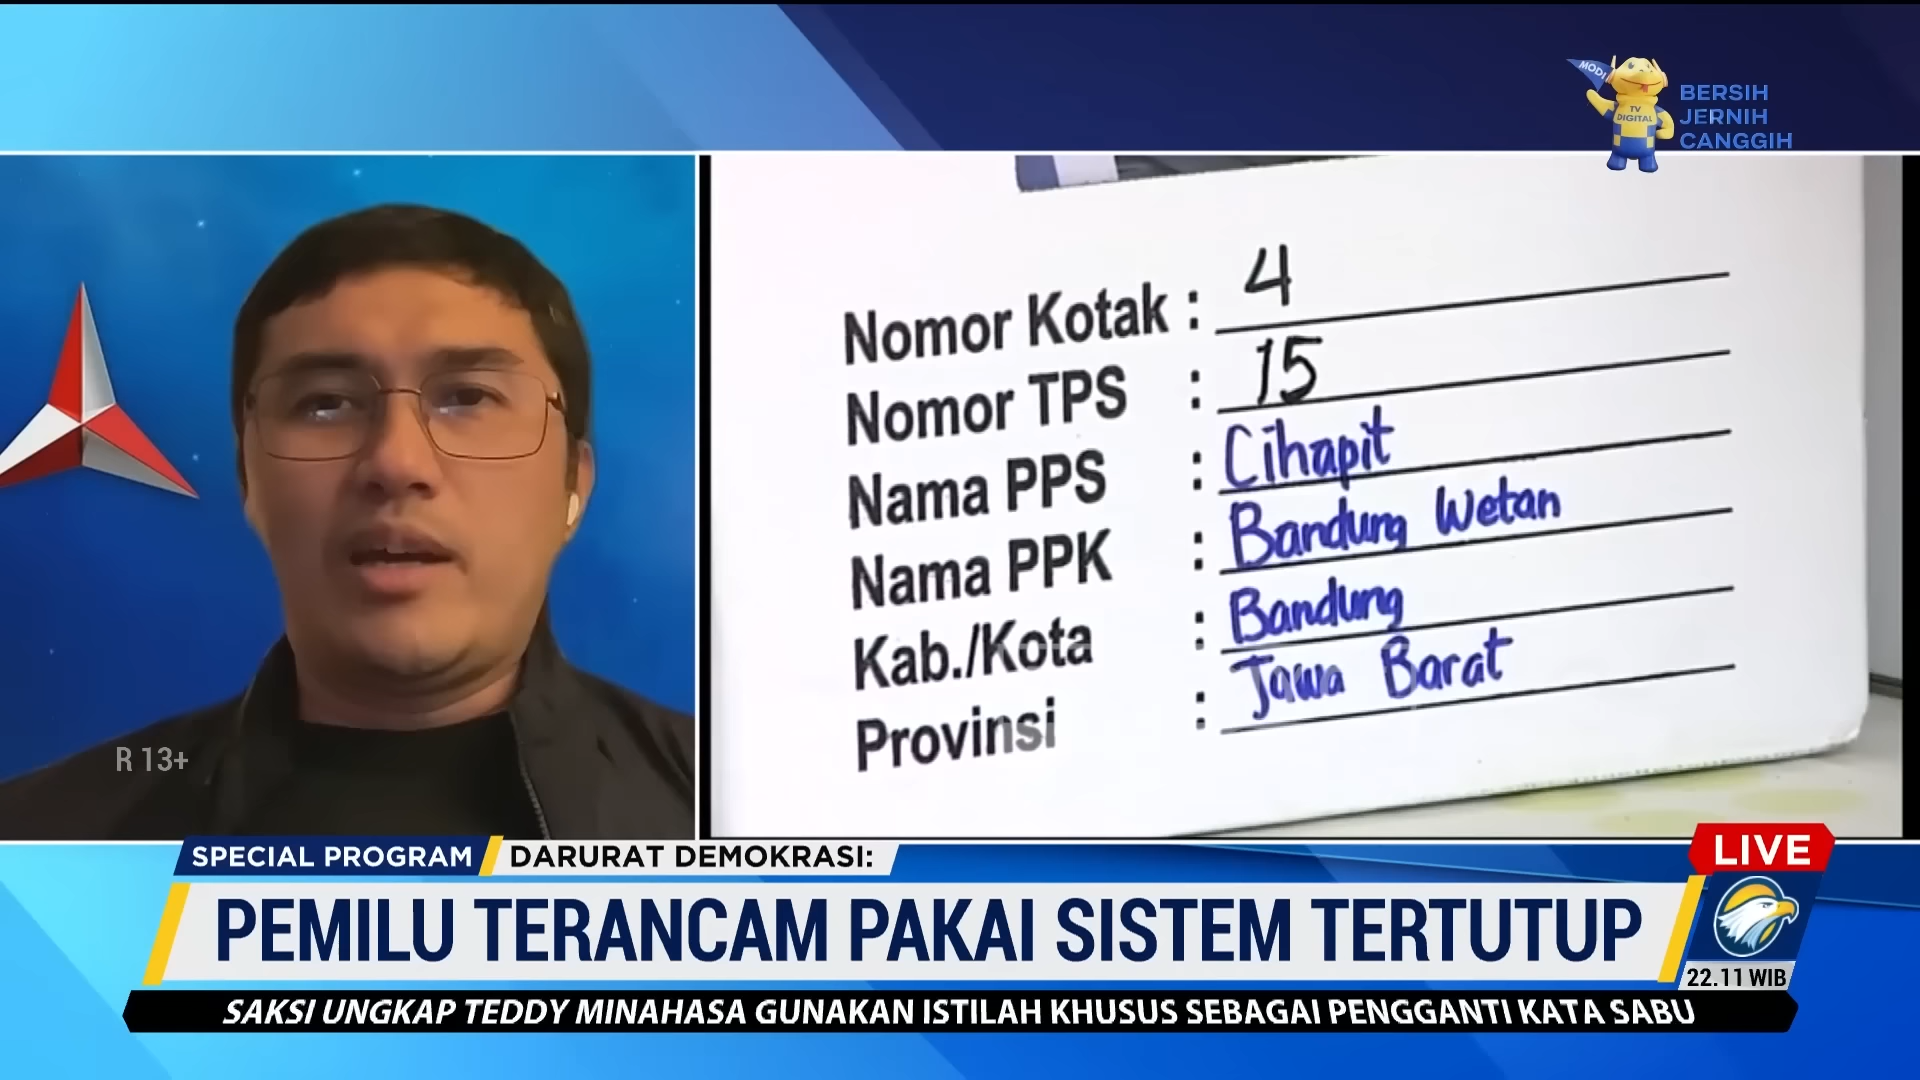 MODI
TV DIGITAL
BERSIH
JERNIH
CANGGIH
Nomor Kotak : 4
Nomor TPS : 15
Nama PPS : Cihapit
Nama PPK : Bandung Wetan
Kab./Kota : Bandung
Provinsi : Jawa Barat
R 13+
SPECIAL PROGRAM DARURAT DEMOKRASI:
LIVE
PEMILU TERANCAM PAKAI SISTEM TERTUTUP
22.11 WIB
SAKSI UNGKAP TEDDY MINAHASA GUNAKAN ISTILAH KHUSUS SEBAGAI PENGGANTI KATA SABU